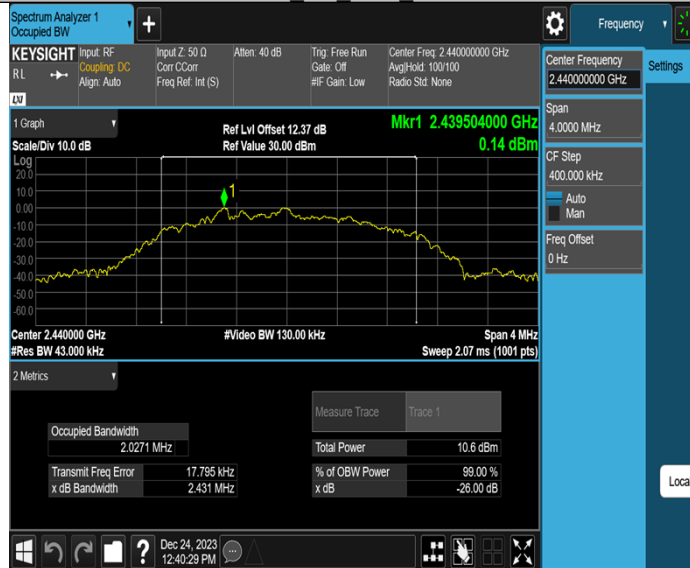 Spectrum Analyzer 1
Occupied BW
+
Frequency
KEYSIGHT
RL
LXI
Input: RF
Coupling: DC
Align: Auto
Input Z: 50 Ω
Corr CCorr
Freq Ref: Int (S)
Atten: 40 dB
Trig: Free Run
Gate: Off
#IF Gain: Low
Center Freq: 2.440000000 GHz
Avg|Hold: 100/100
Radio Std: None
Center Frequency
2.440000000 GHz
Settings
Span
4.0000 MHz
CF Step
400.000 kHz
Auto
Man
Freq Offset
0 Hz
1 Graph
Scale/Div 10.0 dB
Ref Lvl Offset 12.37 dB
Ref Value 30.00 dBm
Mkr1 2.439504000 GHz
0.14 dBm
Log
20.0
10.0
0.00
-10.0
-20.0
-30.0
-40.0
-50.0
-60.0
1
Center 2.440000 GHz
#Video BW 130.00 kHz
Span 4 MHz
#Res BW 43.000 kHz
Sweep 2.07 ms (1001 pts)
2 Metrics
Measure Trace
Trace 1
Occupied Bandwidth
2.0271 MHz
Total Power
10.6 dBm
Transmit Freq Error
17.795 kHz
% of OBW Power
99.00 %
x dB Bandwidth
2.431 MHz
x dB
-26.00 dB
Loca
?
Dec 24, 2023
12:40:29 PM